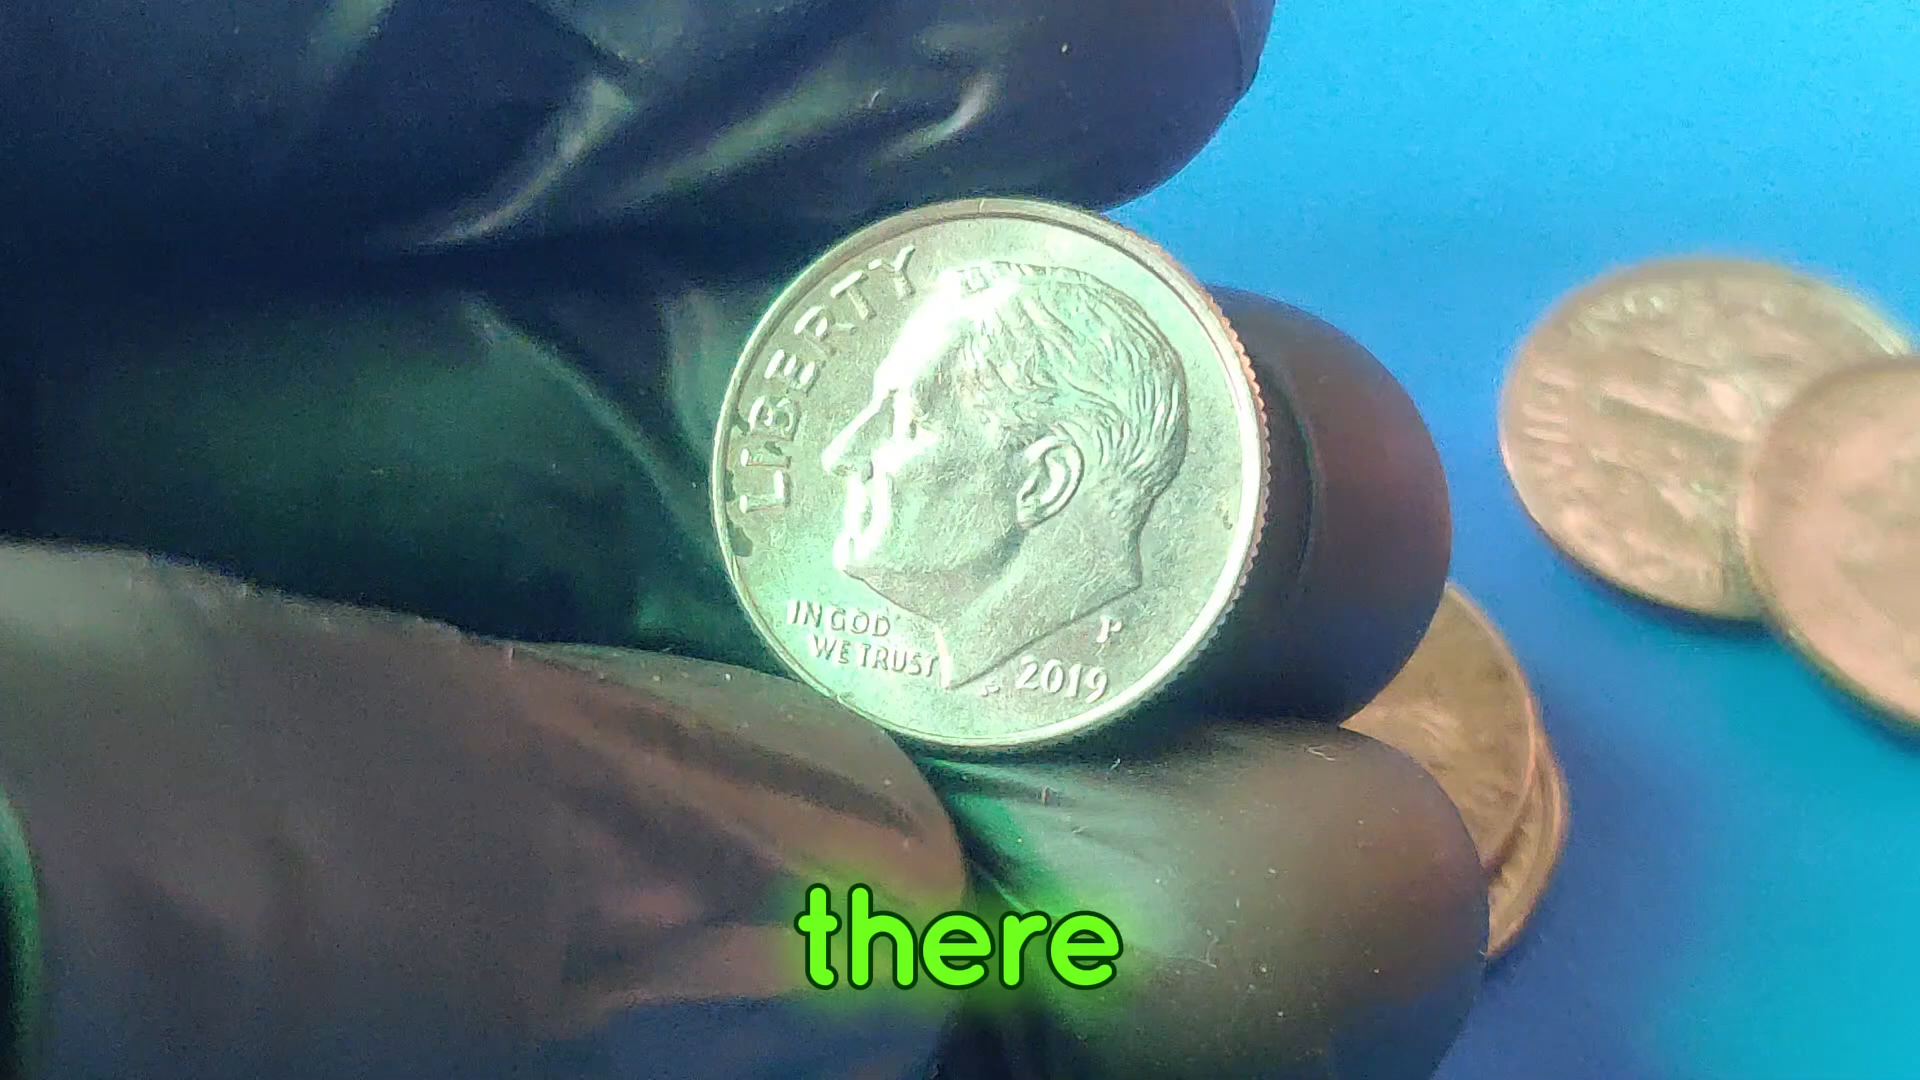 LIBERTY
IN GOD
WE TRUST
P
2019
there